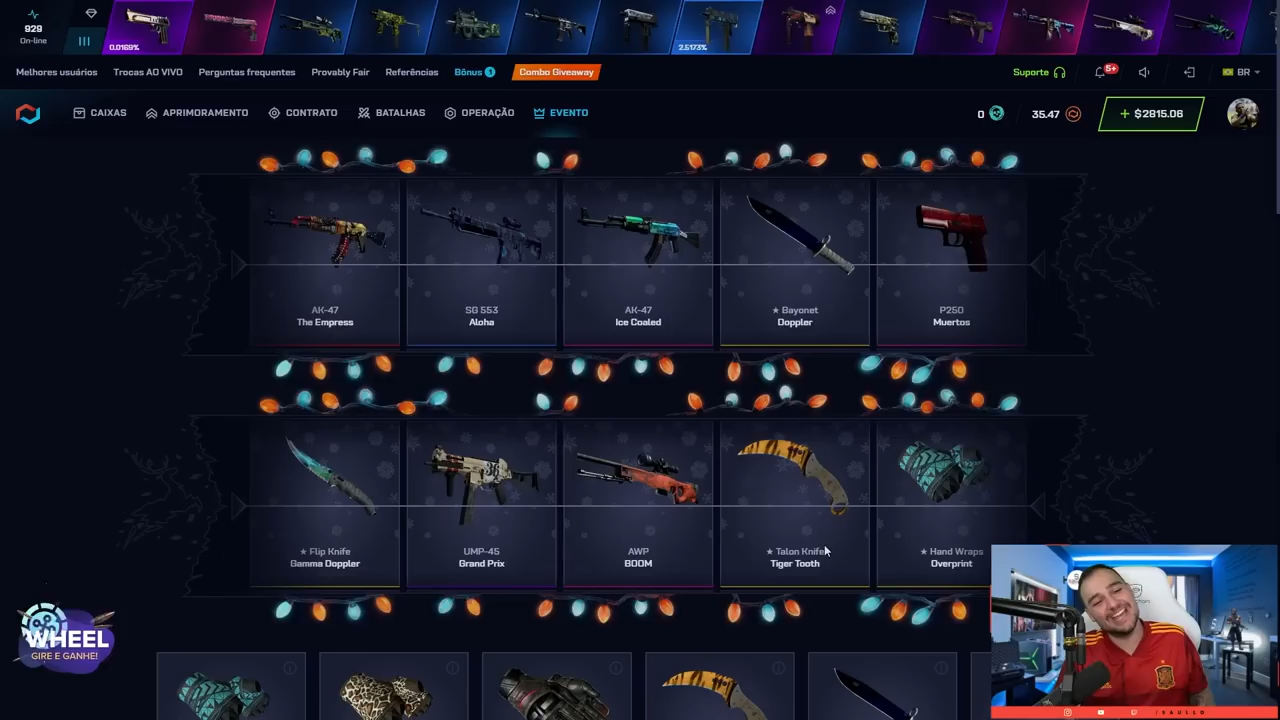 929
On-line
0.0169%
2.5173%
Melhores usuários
Trocas AO VIVO
Perguntas frequentes
Provably Fair
Referências
Bônus 1
Combo Giveaway
Suporte
5+
BR
CAIXAS
APRIMORAMENTO
CONTRATO
BATALHAS
OPERAÇÃO
EVENTO
0
35.47
+ $2815.06
AK-47
The Empress
SG 553
Aloha
AK-47
Ice Coaled
★ Bayonet
Doppler
P250
Muertos
★ Flip Knife
Gamma Doppler
UMP-45
Grand Prix
AWP
BOOM
★ Talon Knife
Tiger Tooth
★ Hand Wraps
Overprint
WHEEL
GIRE E GANHE!
/SAULLO